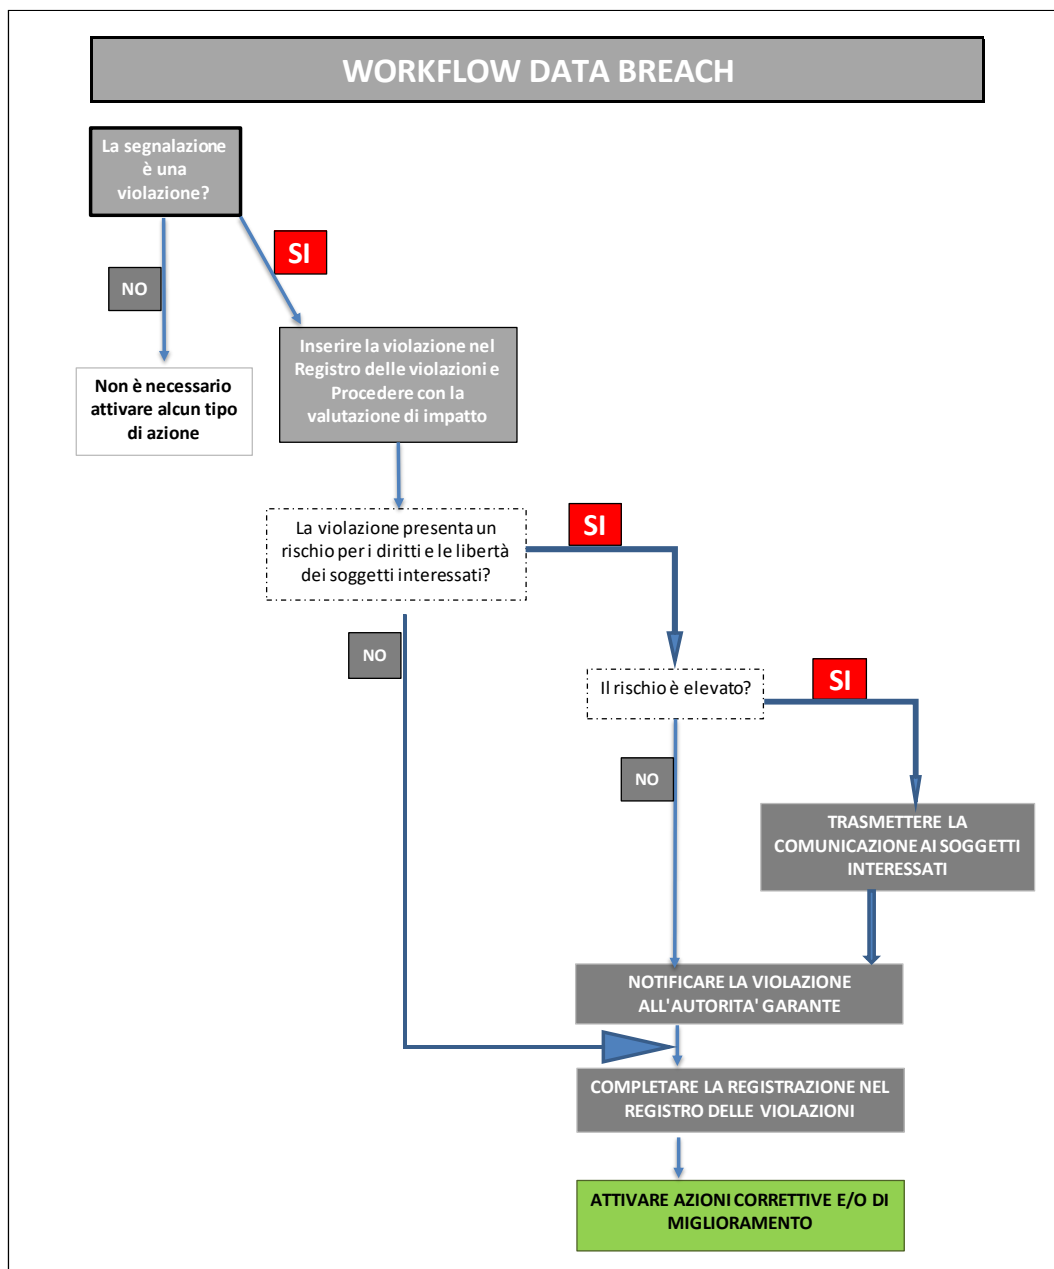 WORKFLOW DATA BREACH
La segnalazione
è una
violazione?
SI
NO
Inserire la violazione nel
Registro delle violazioni e
Procedere con la
valutazione di impatto
Non è necessario
attivare alcun tipo
di azione
La violazione presenta un
rischio per i diritti e le libertà
dei soggetti interessati?
SI
NO
Il rischio è elevato?
SI
NO
TRASMETTERE LA
COMUNICAZIONE AI SOGGETTI
INTERESSATI
NOTIFICARE LA VIOLAZIONE
ALL'AUTORITA' GARANTE
COMPLETARE LA REGISTRAZIONE NEL
REGISTRO DELLE VIOLAZIONI
ATTIVARE AZIONI CORRETTIVE E/O DI
MIGLIORAMENTO